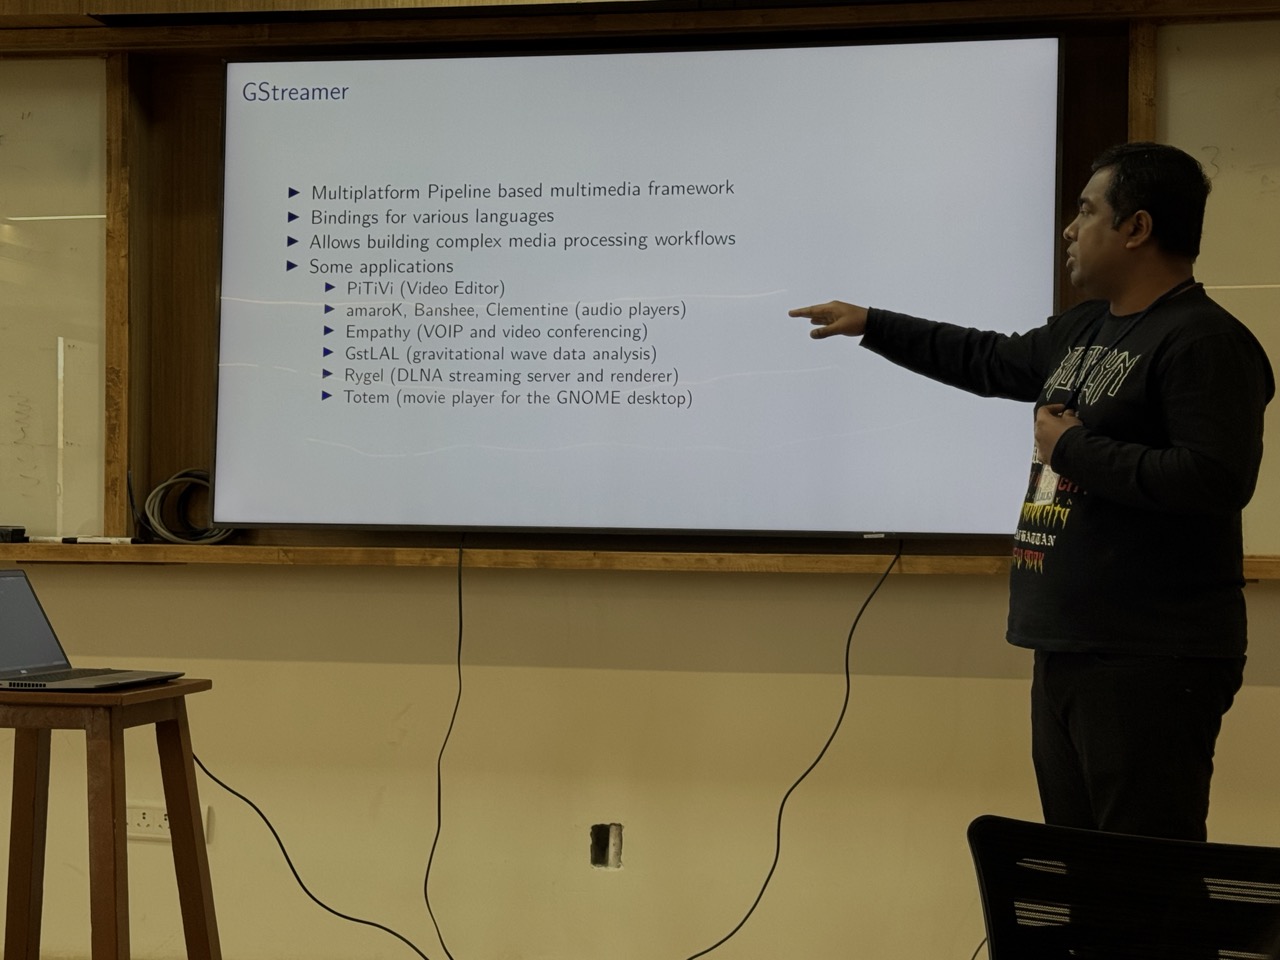 GStreamer
► Multiplatform Pipeline based multimedia framework
► Bindings for various languages
► Allows building complex media processing workflows
► Some applications
► PiTiVi (Video Editor)
► amaroK, Banshee, Clementine (audio players)
► Empathy (VOIP and video conferencing)
► GstLAL (gravitational wave data analysis)
► Rygel (DLNA streaming server and renderer)
► Totem (movie player for the GNOME desktop)